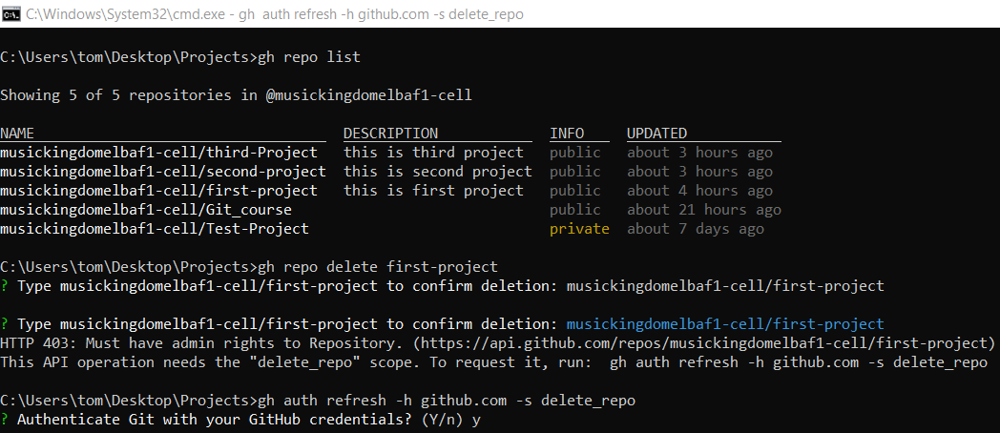 C:\Windows\System32\cmd.exe - gh  auth refresh -h github.com -s delete_repo
C:\Users\tom\Desktop\Projects>gh repo list
Showing 5 of 5 repositories in @musickingdomelbaf1-cell
NAME DESCRIPTION INFO UPDATED
musickingdomelbaf1-cell/third-Project this is third project public about 3 hours ago
musickingdomelbaf1-cell/second-project this is second project public about 3 hours ago
musickingdomelbaf1-cell/first-project this is first project public about 4 hours ago
musickingdomelbaf1-cell/Git_course public about 21 hours ago
musickingdomelbaf1-cell/Test-Project private about 7 days ago
C:\Users\tom\Desktop\Projects>gh repo delete first-project
? Type musickingdomelbaf1-cell/first-project to confirm deletion: musickingdomelbaf1-cell/first-project
? Type musickingdomelbaf1-cell/first-project to confirm deletion: musickingdomelbaf1-cell/first-project
HTTP 403: Must have admin rights to Repository. (https://api.github.com/repos/musickingdomelbaf1-cell/first-project)
This API operation needs the "delete_repo" scope. To request it, run:  gh auth refresh -h github.com -s delete_repo
C:\Users\tom\Desktop\Projects>gh auth refresh -h github.com -s delete_repo
? Authenticate Git with your GitHub credentials? (Y/n) y